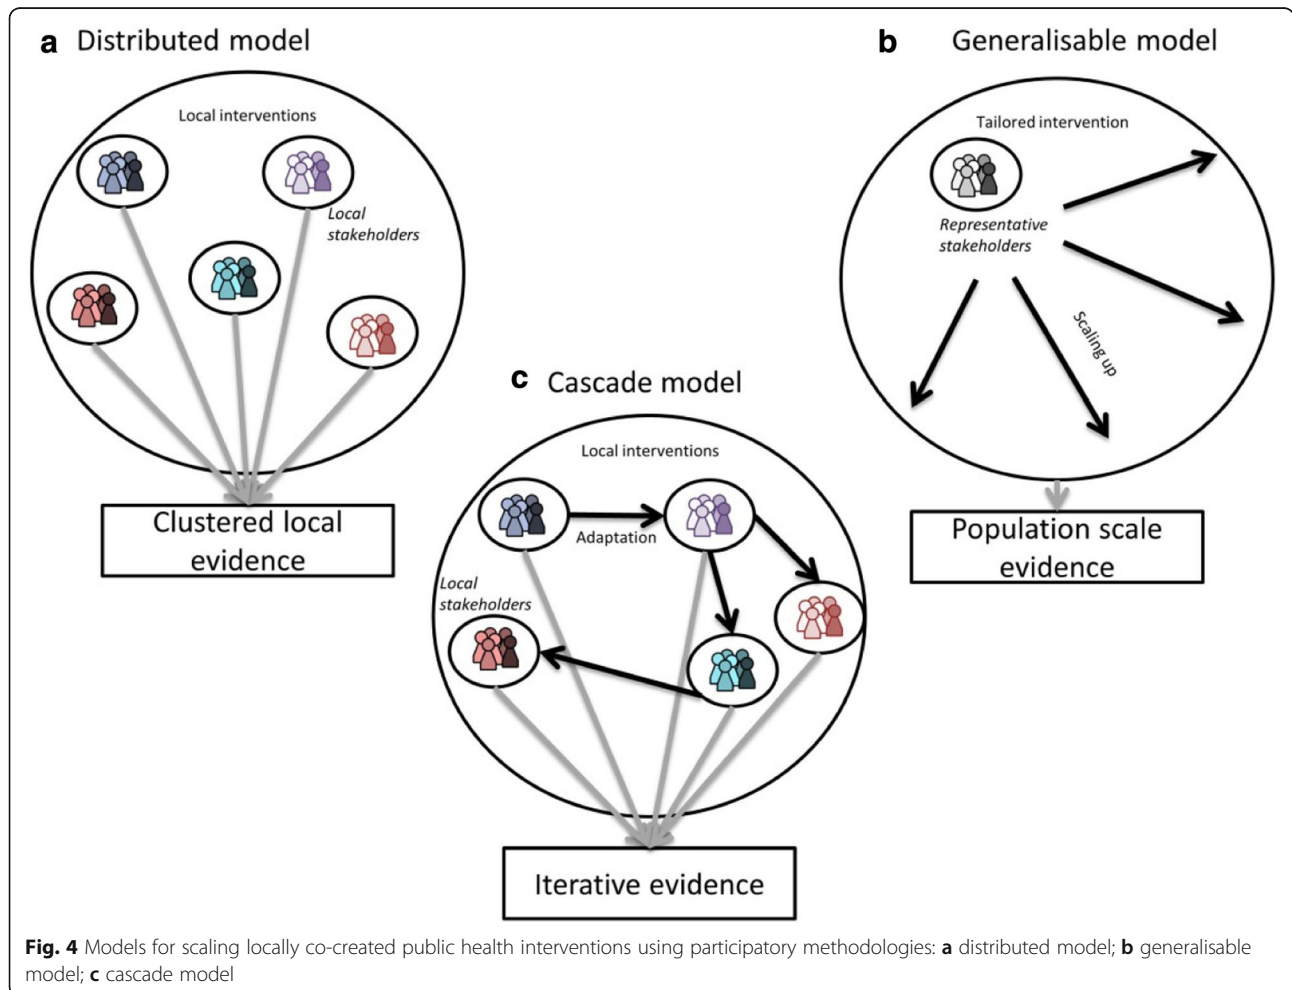 a Distributed model
Local interventions
Local
stakeholders
Clustered local
evidence
b Generalisable model
Tailored intervention
Representative
stakeholders
Scaling up
Population scale
evidence
c Cascade model
Local interventions
Adaptation
Local
stakeholders
Iterative evidence
Fig. 4 Models for scaling locally co-created public health interventions using participatory methodologies: a distributed model; b generalisable
model; c cascade model